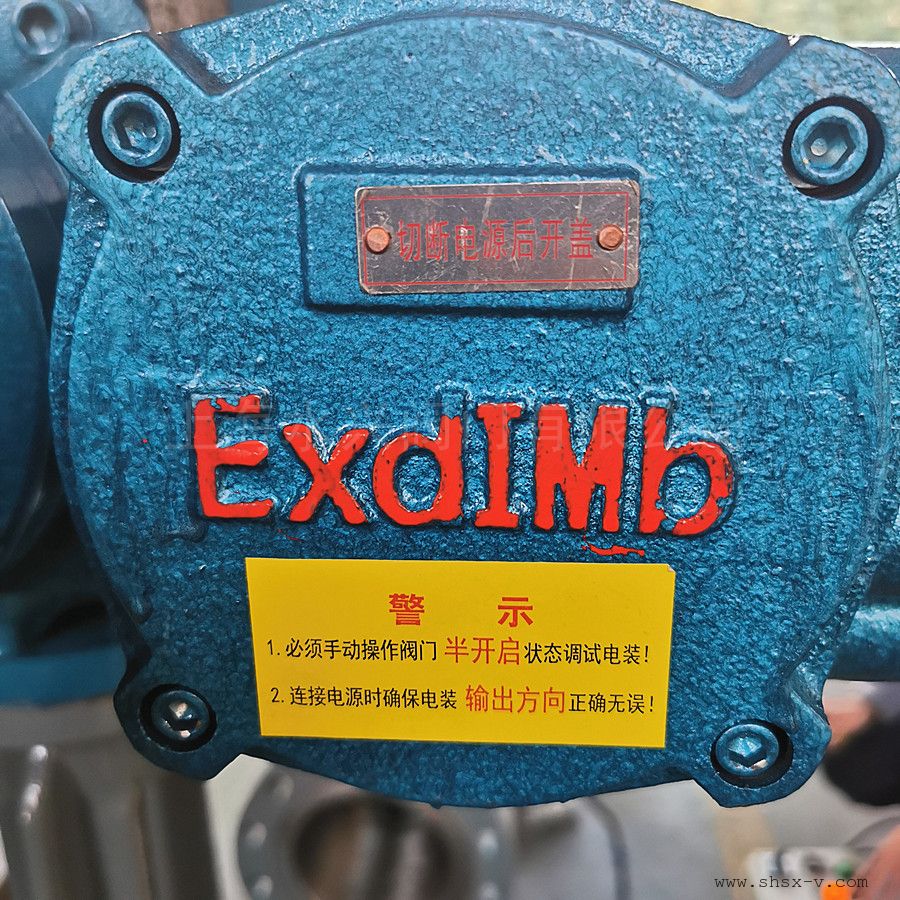 切断电源后开盖
ExdIMb
警 示
1.必须手动操作阀门 半开启状态调试电装!
2.连接电源时确保电装 输出方向正确无误!
www.shsx-v.com